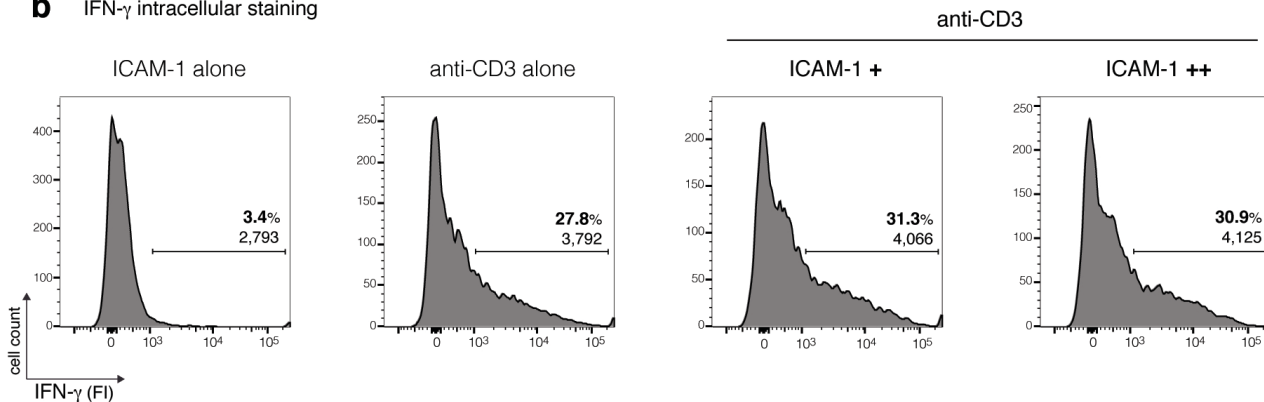 b IFN-γ intracellular staining
anti-CD3
ICAM-1 alone
anti-CD3 alone
ICAM-1 +
ICAM-1 ++
400
300
200
100
0
3.4%
2,793
0 10³ 10⁴ 10⁵
250
200
150
100
50
0
27.8%
3,792
0 10³ 10⁴ 10⁵
200
150
100
50
0
31.3%
4,066
0 10³ 10⁴ 10⁵
250
200
150
100
50
0
30.9%
4,125
0 10³ 10⁴ 10⁵
cell count
IFN-γ (FI)